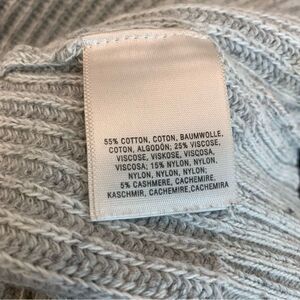 55% COTTON, COTON, BAUMWOLLE,
COTON, ALGODÓN; 25% VISCOSE,
VISCOSE, VISKOSE, VISCOSA,
VISCOSA; 15% NYLON, NYLON,
NYLON, NYLON, NYLON;
5% CASHMERE, CACHEMIRE,
KASCHMIR, CACHEMIRE,CACHEMIRA